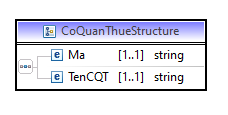 CoQuanThueStructure
e Ma [1..1] string
e TenCQT [1..1] string